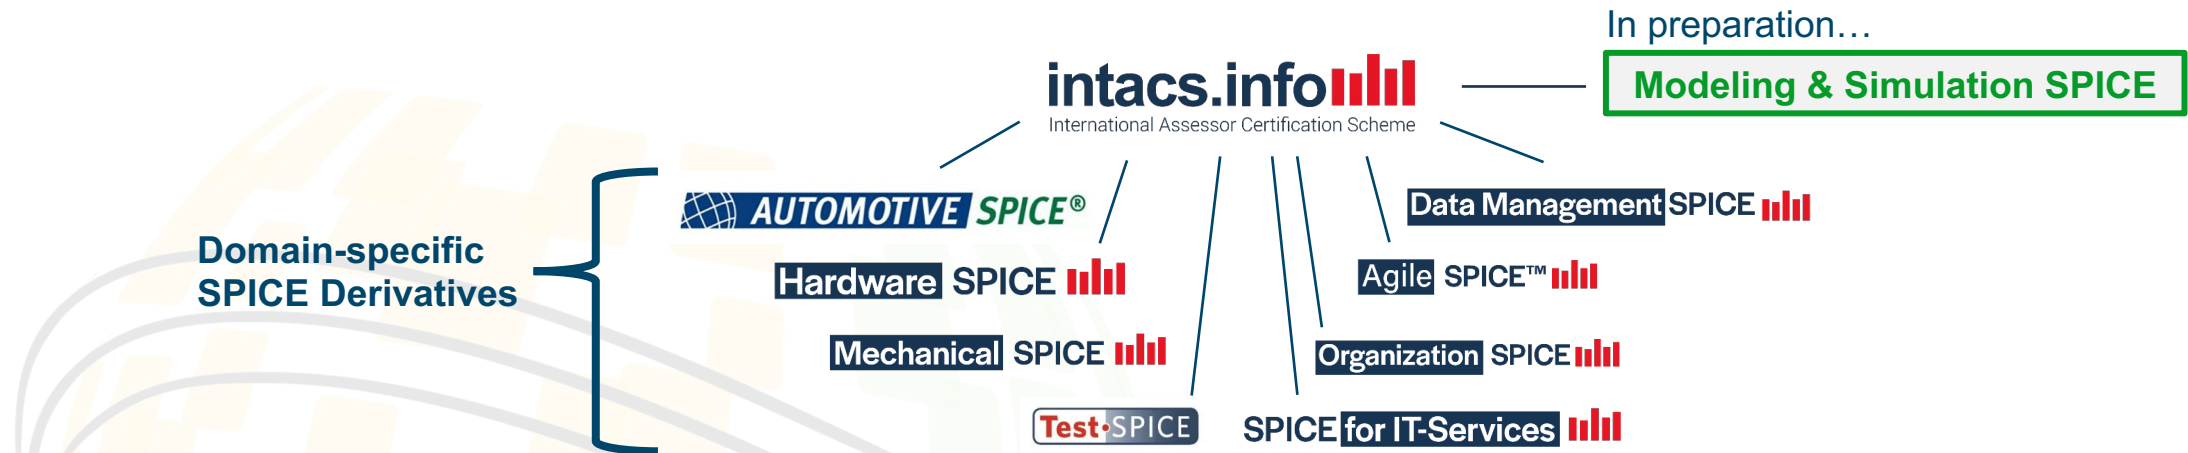 In preparation…
intacs.info
International Assessor Certification Scheme
Modeling & Simulation SPICE
Domain-specific
SPICE Derivatives
AUTOMOTIVE SPICE®
Hardware SPICE
Mechanical SPICE
Test•SPICE
SPICE for IT-Services
Organization SPICE
Agile SPICE™
Data Management SPICE